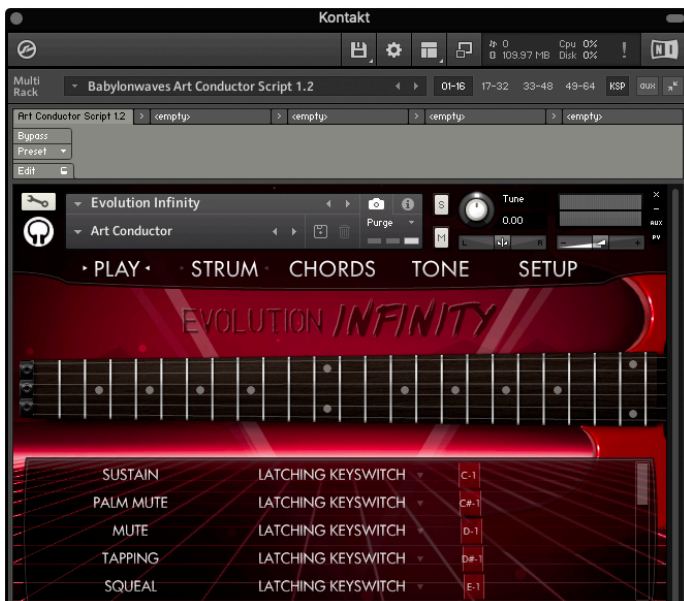 Kontakt
0 Cpu 0%
0 109.97 MB Disk 0% !
Multi Rack Babylonwaves Art Conductor Script 1.2 01-16 17-32 33-48 49-64 KSP aux
Art Conductor Script 1.2 > <empty> > <empty> > <empty> > <empty>
Bypass
Preset
Edit
Evolution Infinity S Tune
Art Conductor Purge M 0.00 AUX
L R - + PV
PLAY STRUM CHORDS TONE SETUP
EVOLUTION INFINITY
SUSTAIN LATCHING KEYSWITCH C-1
PALM MUTE LATCHING KEYSWITCH C#-1
MUTE LATCHING KEYSWITCH D-1
TAPPING LATCHING KEYSWITCH D#-1
SQUEAL LATCHING KEYSWITCH E-1